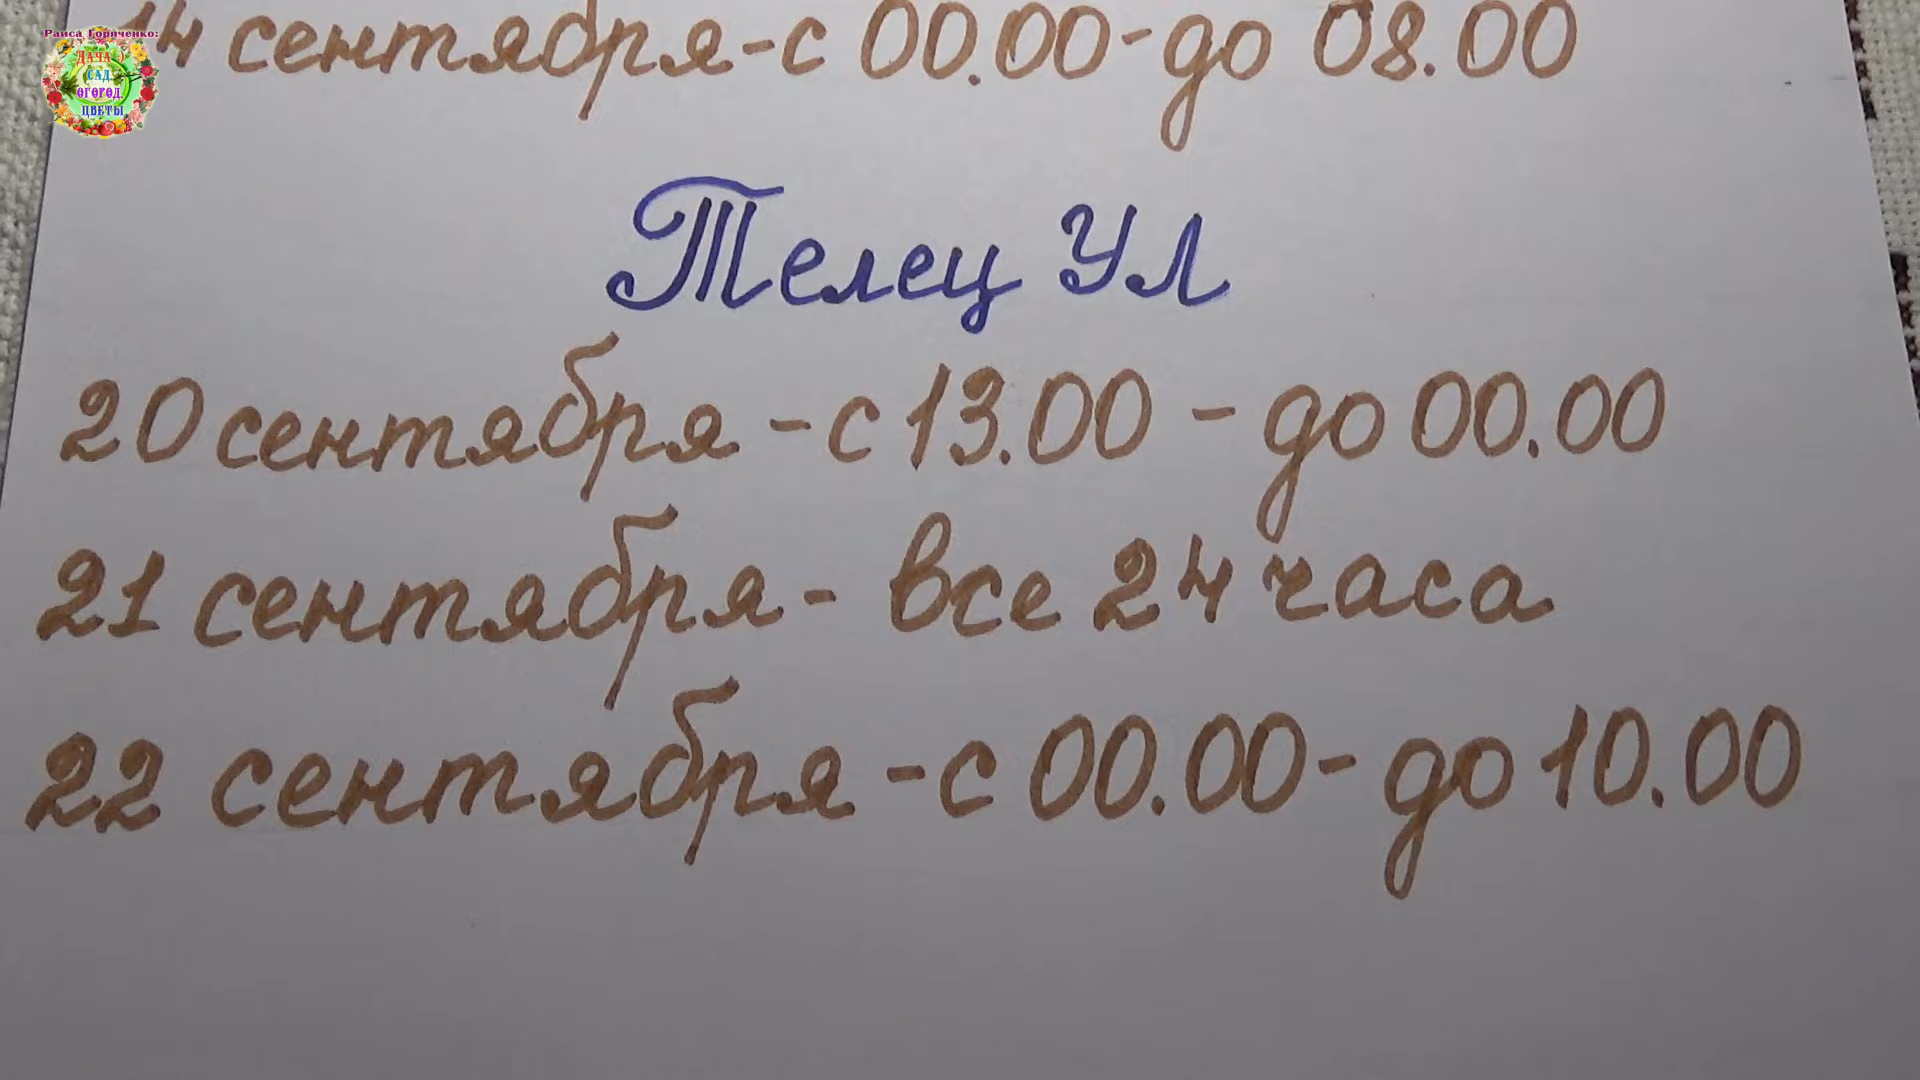 Раиса Горяченко:
ДАЧА
САД.
ОГОРОД.
ЦВЕТЫ
14 сентября - с 00.00 - до 08.00
Телец УЛ
20 сентября - с 13.00 - до 00.00
21 сентября - все 24 часа
22 сентября - с 00.00 - до 10.00